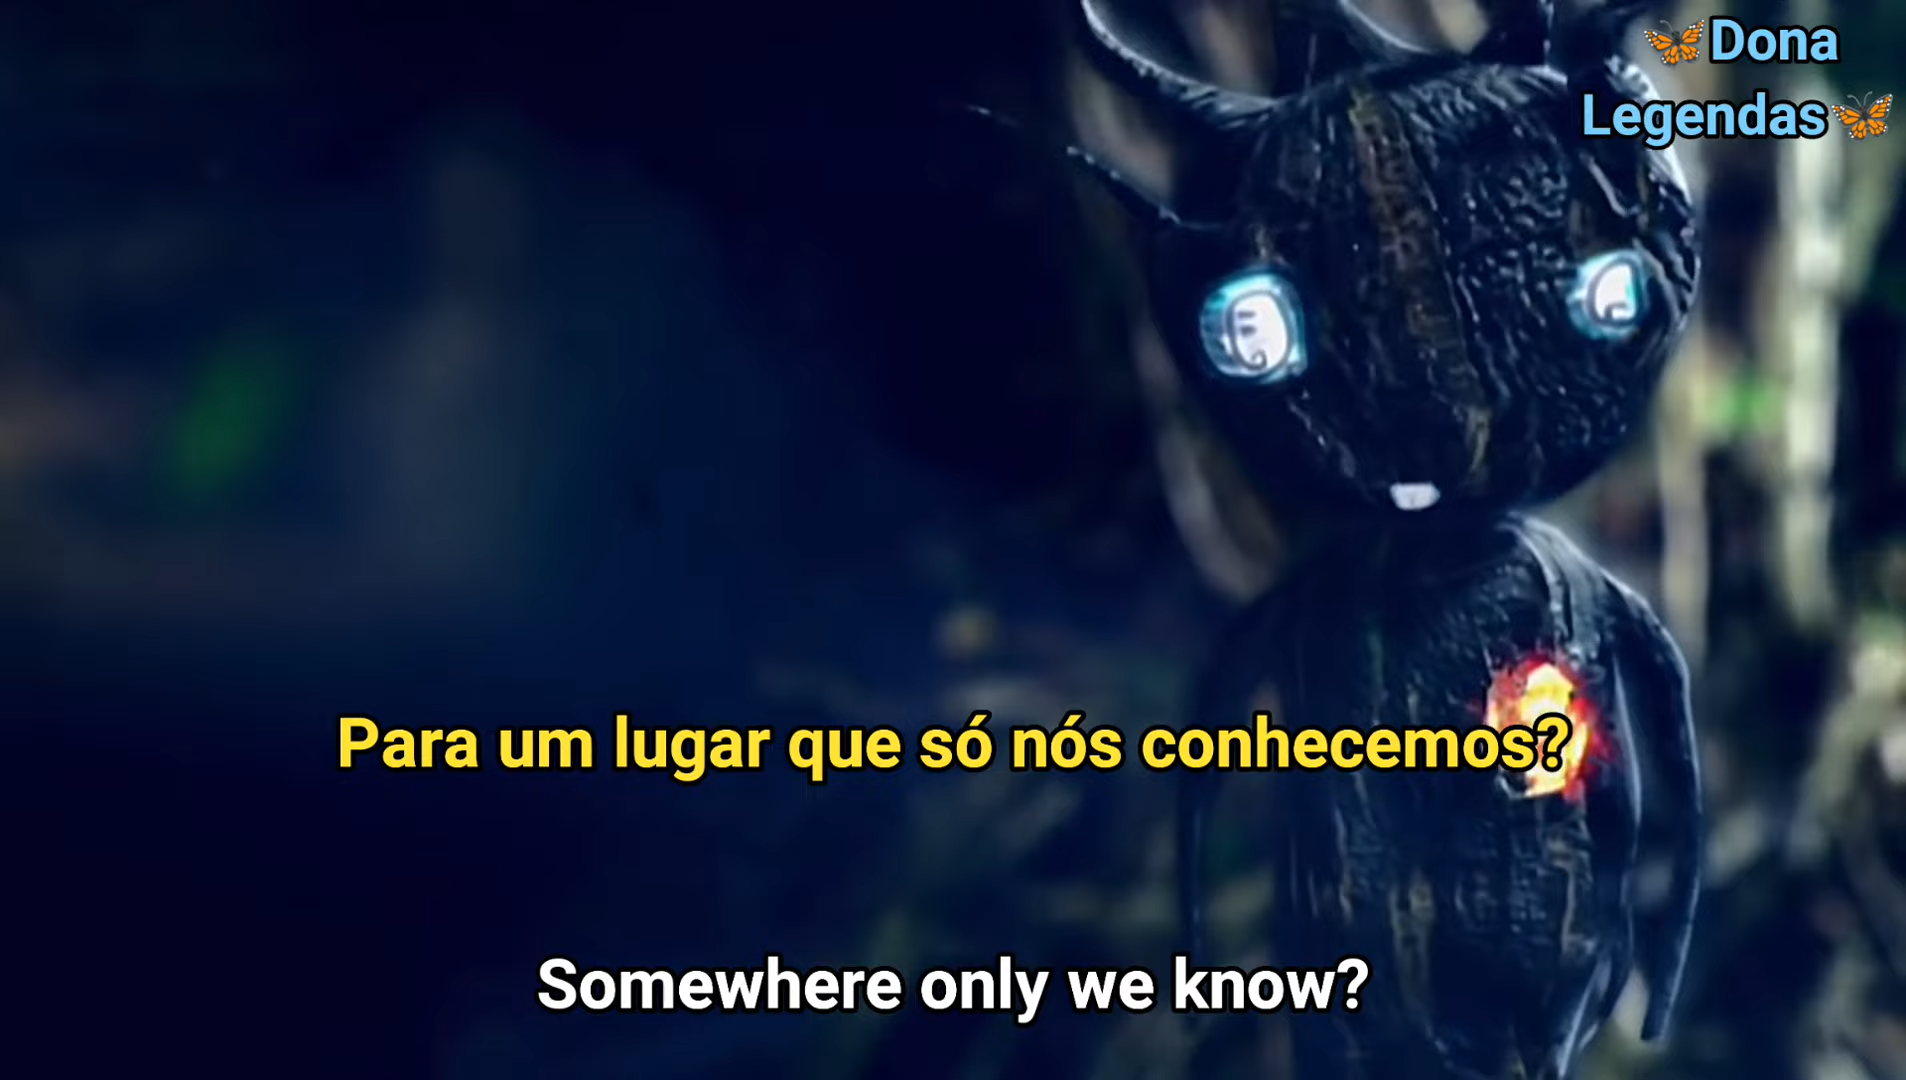 🦋Dona
Legendas🦋
Para um lugar que só nós conhecemos?
Somewhere only we know?